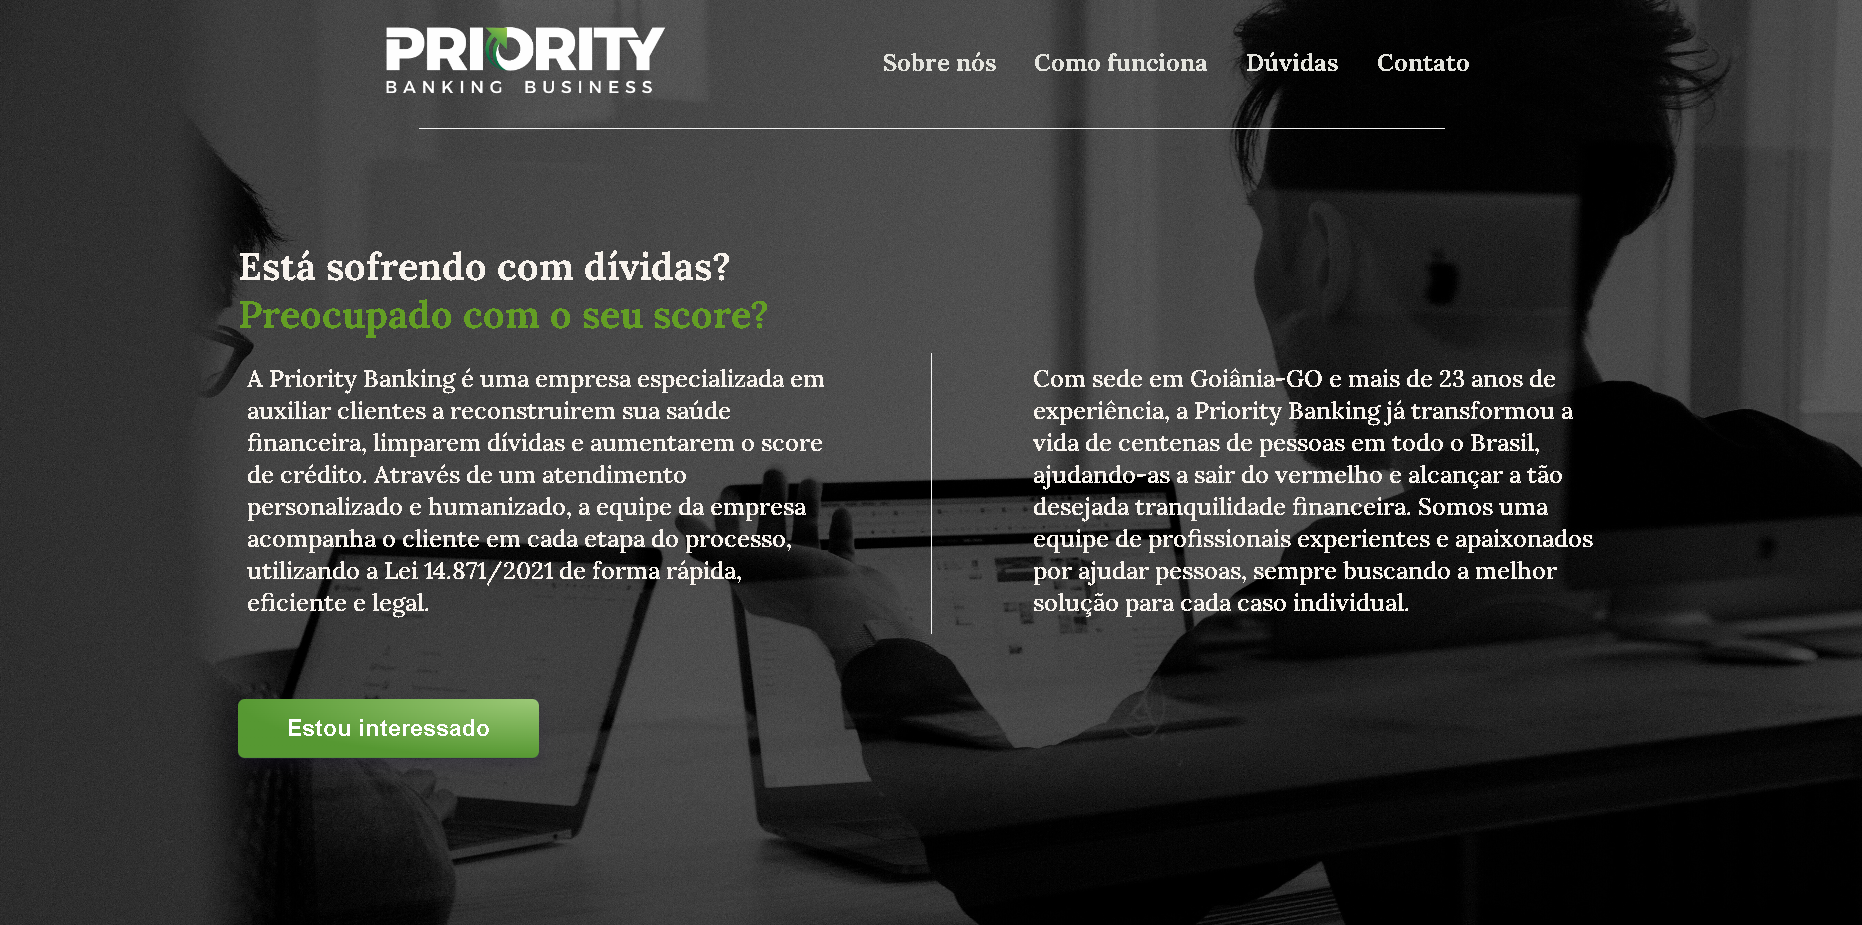 PRIORITY
BANKING BUSINESS
Sobre nós
Como funciona
Dúvidas
Contato
Está sofrendo com dívidas?
Preocupado com o seu score?
A Priority Banking é uma empresa especializada em
auxiliar clientes a reconstruirem sua saúde
financeira, limparem dívidas e aumentarem o score
de crédito. Através de um atendimento
personalizado e humanizado, a equipe da empresa
acompanha o cliente em cada etapa do processo,
utilizando a Lei 14.871/2021 de forma rápida,
eficiente e legal.
Com sede em Goiânia-GO e mais de 23 anos de
experiência, a Priority Banking já transformou a
vida de centenas de pessoas em todo o Brasil,
ajudando-as a sair do vermelho e alcançar a tão
desejada tranquilidade financeira. Somos uma
equipe de profissionais experientes e apaixonados
por ajudar pessoas, sempre buscando a melhor
solução para cada caso individual.
Estou interessado